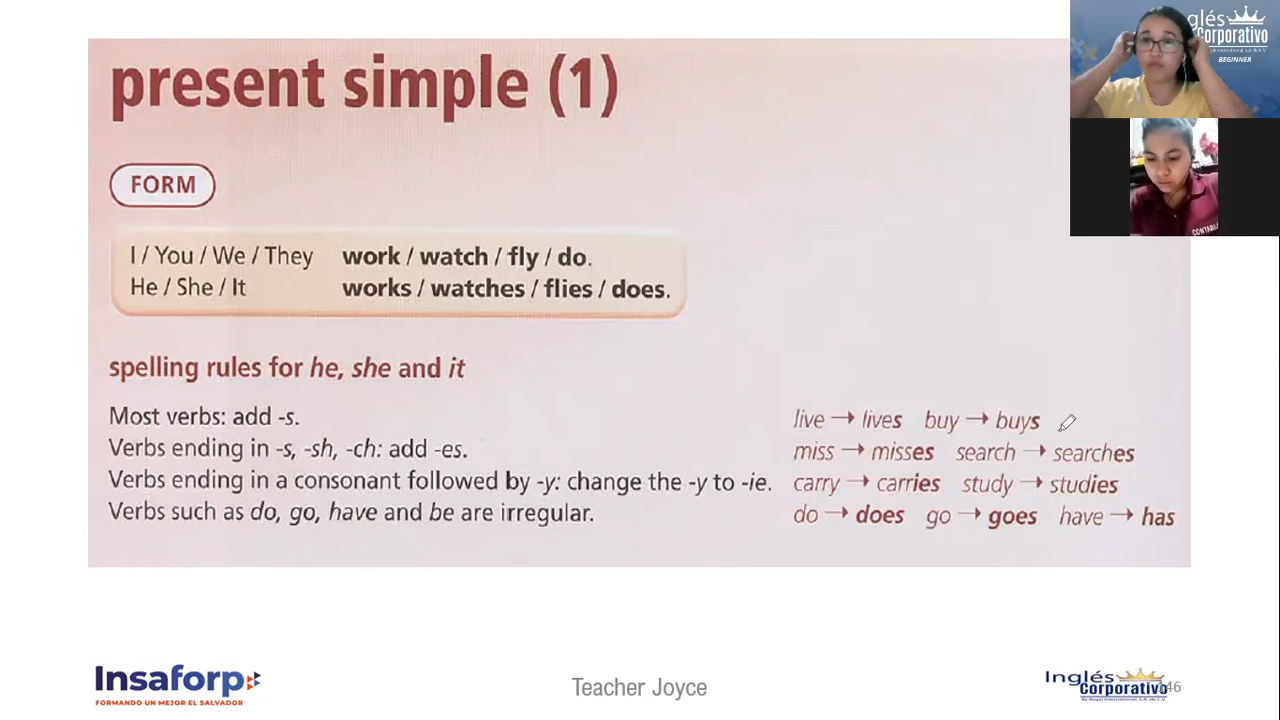 present simple (1)
FORM
I / You / We / They work / watch / fly / do.
He / She / It works / watches / flies / does.
spelling rules for he, she and it
Most verbs: add -s. live → lives buy → buys
Verbs ending in -s, -sh, -ch: add -es. miss → misses search → searches
Verbs ending in a consonant followed by -y: change the -y to -ie. carry → carries study → studies
Verbs such as do, go, have and be are irregular. do → does go → goes have → has
Insaforp
FORMANDO UN MEJOR EL SALVADOR
Teacher Joyce
Inglés
Corporativo
146
glés
Corporativo
BEGINNER
CONTABIL